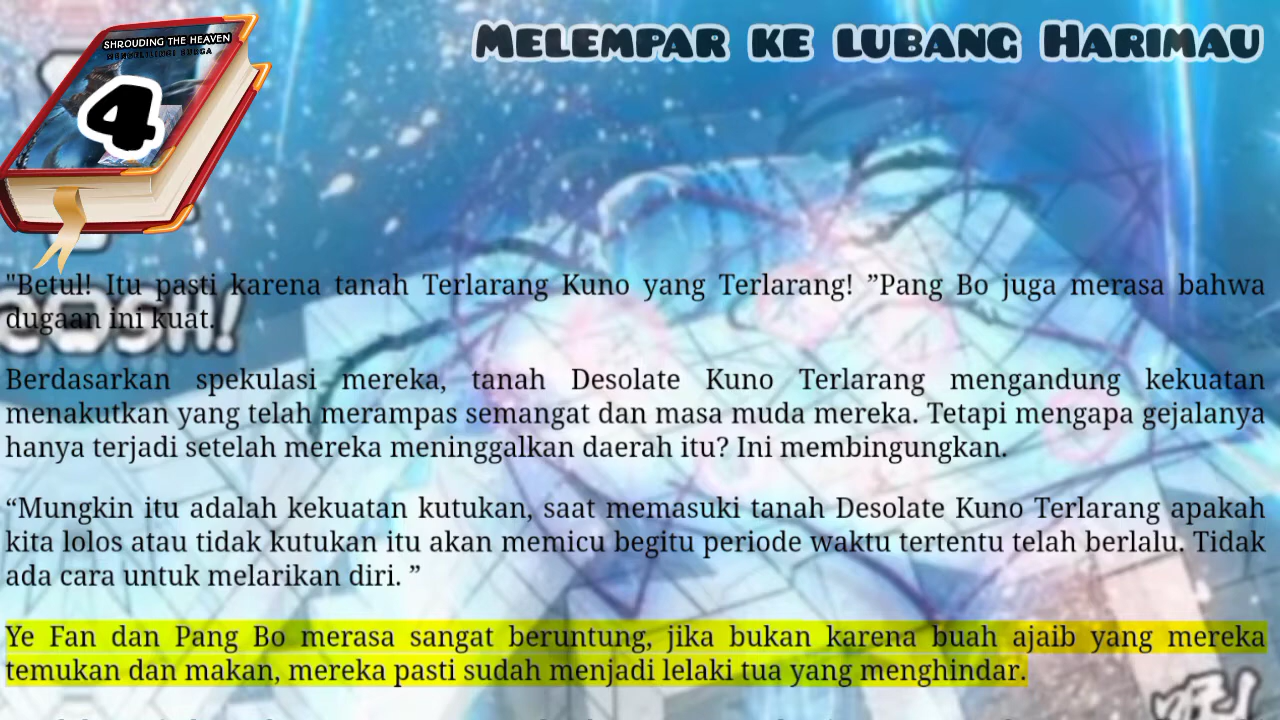 SHROUDING THE HEAVEN
4
Melempar ke lubang Harimau
"Betul! Itu pasti karena tanah Terlarang Kuno yang Terlarang! ”Pang Bo juga merasa bahwa
dugaan ini kuat.
Berdasarkan spekulasi mereka, tanah Desolate Kuno Terlarang mengandung kekuatan
menakutkan yang telah merampas semangat dan masa muda mereka. Tetapi mengapa gejalanya
hanya terjadi setelah mereka meninggalkan daerah itu? Ini membingungkan.
“Mungkin itu adalah kekuatan kutukan, saat memasuki tanah Desolate Kuno Terlarang apakah
kita lolos atau tidak kutukan itu akan memicu begitu periode waktu tertentu telah berlalu. Tidak
ada cara untuk melarikan diri. ”
Ye Fan dan Pang Bo merasa sangat beruntung, jika bukan karena buah ajaib yang mereka
temukan dan makan, mereka pasti sudah menjadi lelaki tua yang menghindar.